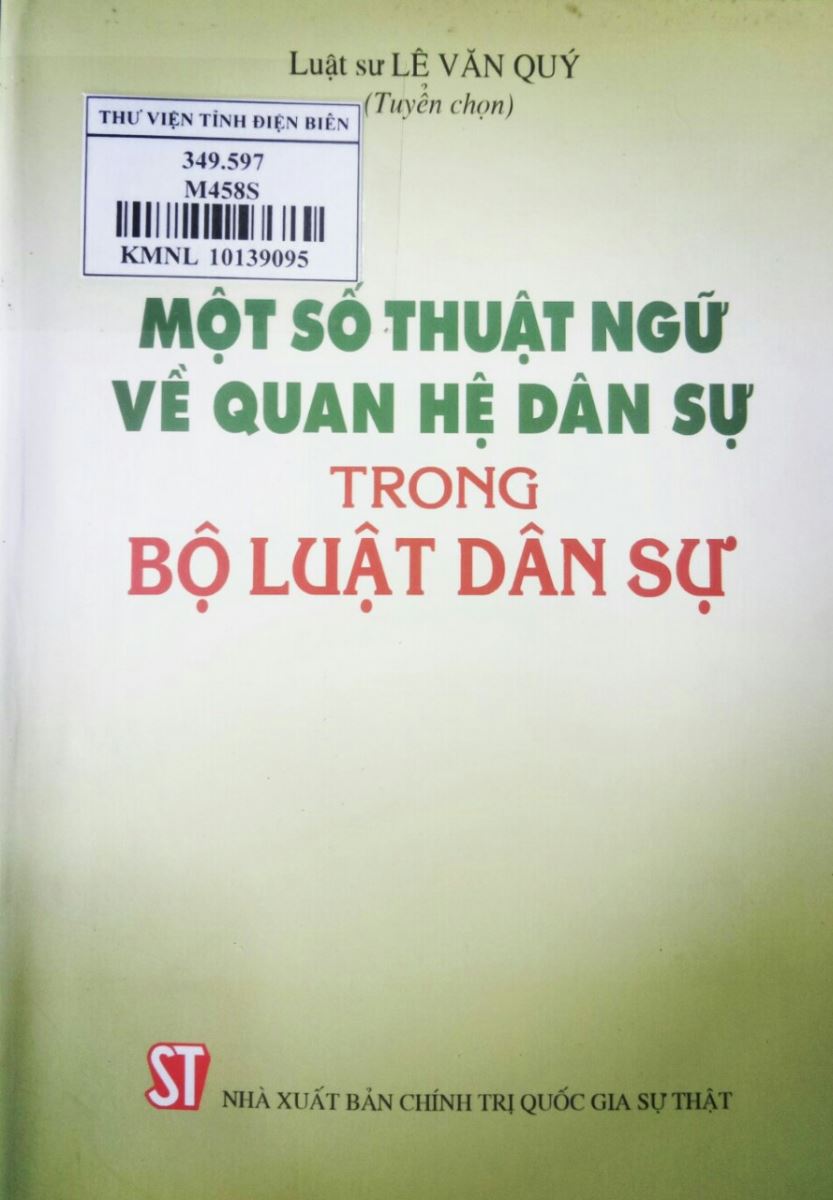 Luật sư LÊ VĂN QUÝ
(Tuyển chọn)
THƯ VIỆN TỈNH ĐIỆN BIÊN
349.597
M458S
KMNL 10139095
MỘT SỐ THUẬT NGỮ
VỀ QUAN HỆ DÂN SỰ
TRONG
BỘ LUẬT DÂN SỰ
ST
NHÀ XUẤT BẢN CHÍNH TRỊ QUỐC GIA SỰ THẬT